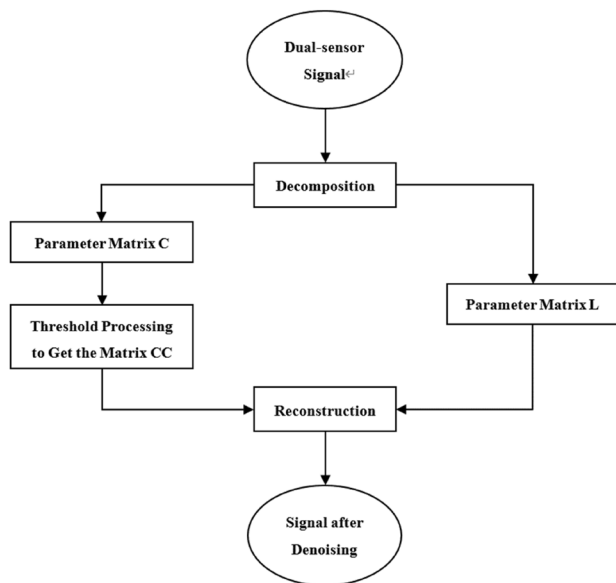 Dual-sensor
Signal↵
Decomposition
Parameter Matrix C
Parameter Matrix L
Threshold Processing
to Get the Matrix CC
Reconstruction
Signal after
Denoising